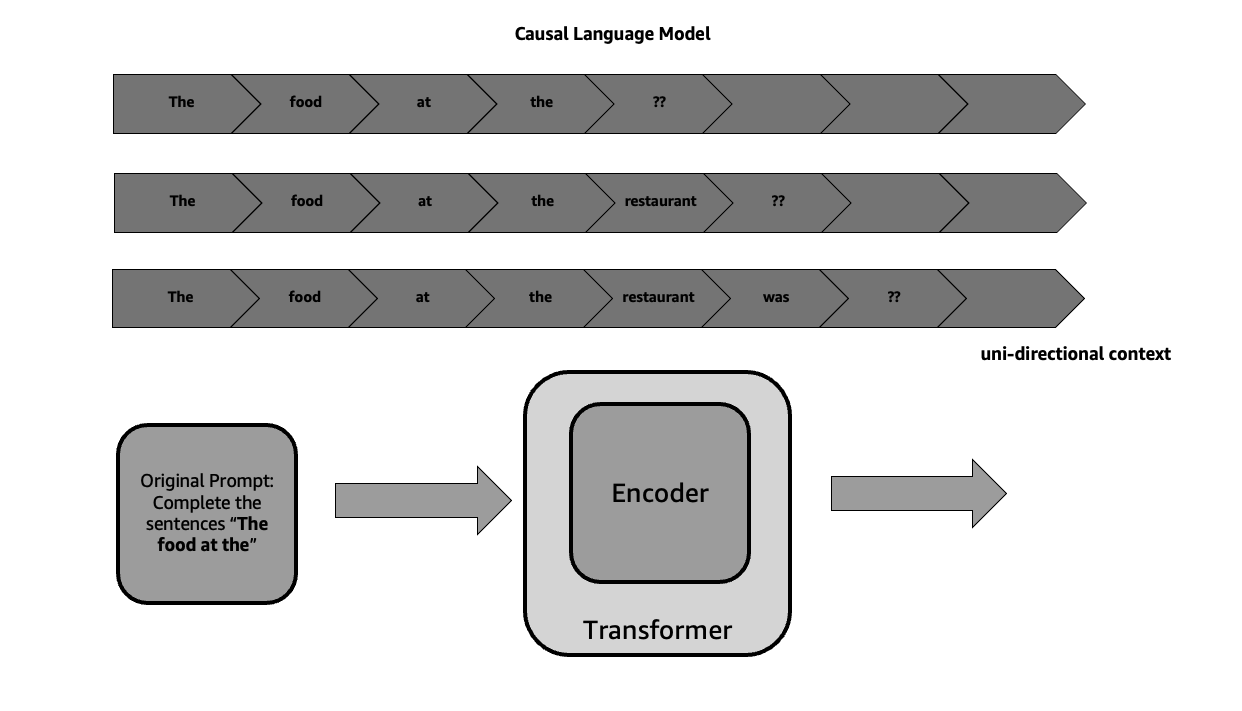 Causal Language Model
The food at the ??
The food at the restaurant ??
The food at the restaurant was ??
uni-directional context
Original Prompt:
Complete the
sentences “The
food at the”
Encoder
Transformer